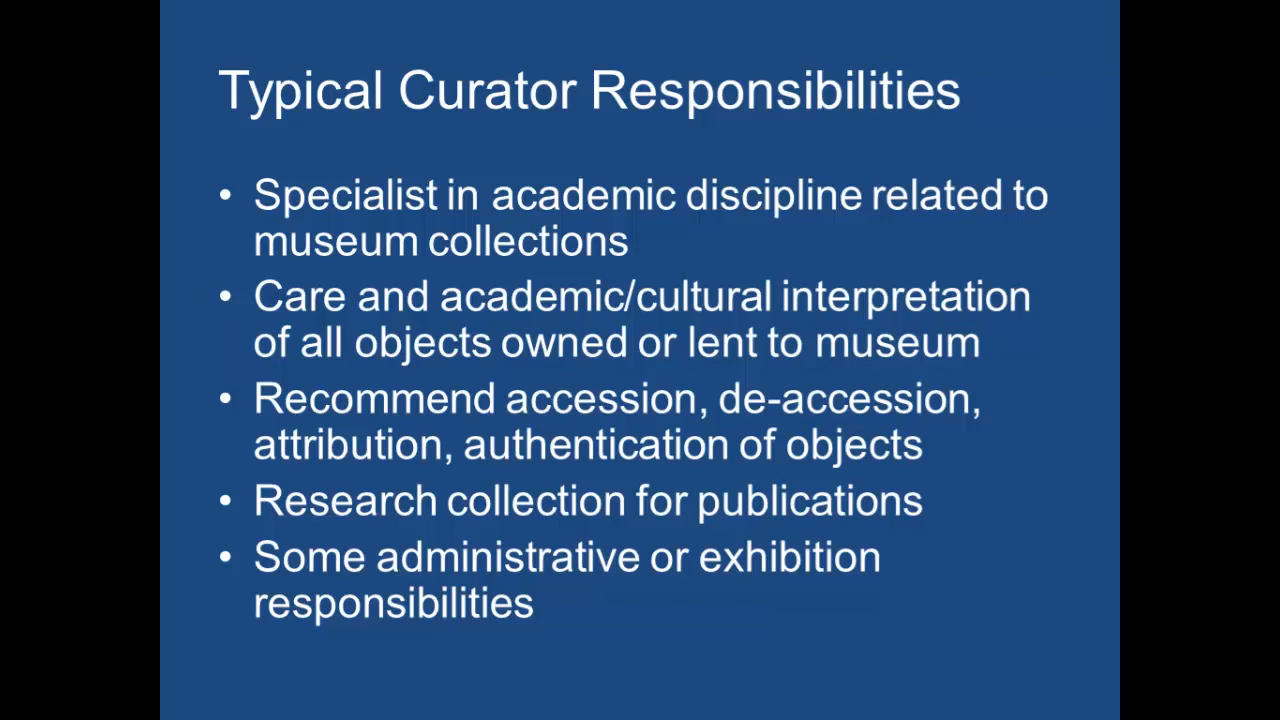 Typical Curator Responsibilities
• Specialist in academic discipline related to
museum collections
• Care and academic/cultural interpretation
of all objects owned or lent to museum
• Recommend accession, de-accession,
attribution, authentication of objects
• Research collection for publications
• Some administrative or exhibition
responsibilities